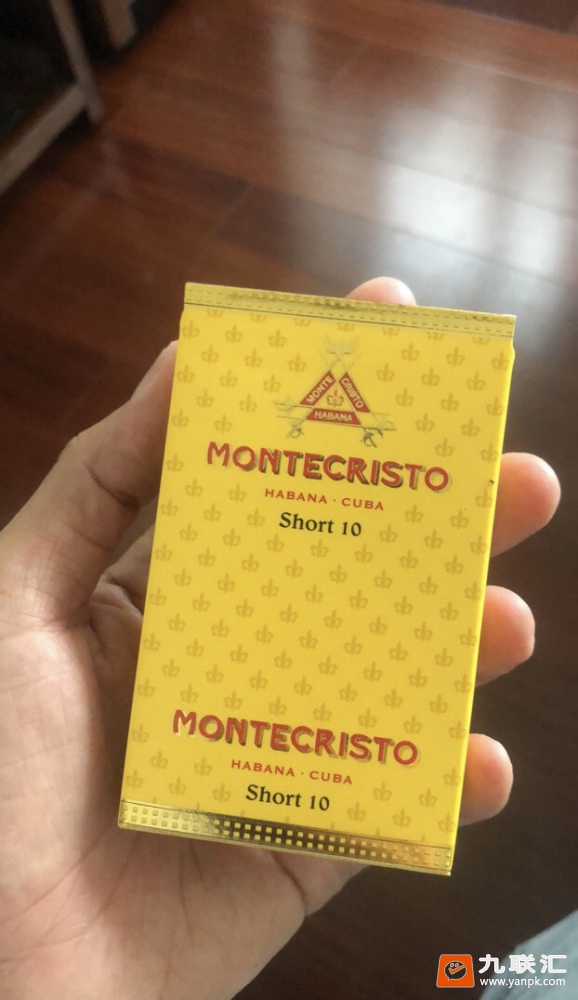 MONTE CRISTO
HABANA
MONTECRISTO
HABANA · CUBA
Short 10
MONTECRISTO
HABANA · CUBA
Short 10
九联汇
www.yanpk.com